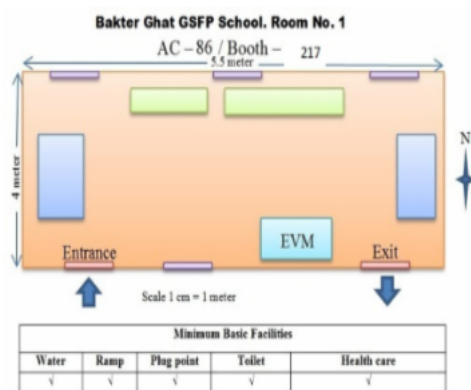 Bakter Ghat GSFP School. Room No. 1
AC – 86 / Booth – 217
5.5 meter
4 meter
N
EVM
Entrance
Exit
Scale 1 cm = 1 meter
Minimum Basic Facilities
Water Ramp Plug point Toilet Health care
√ √ √ √ √